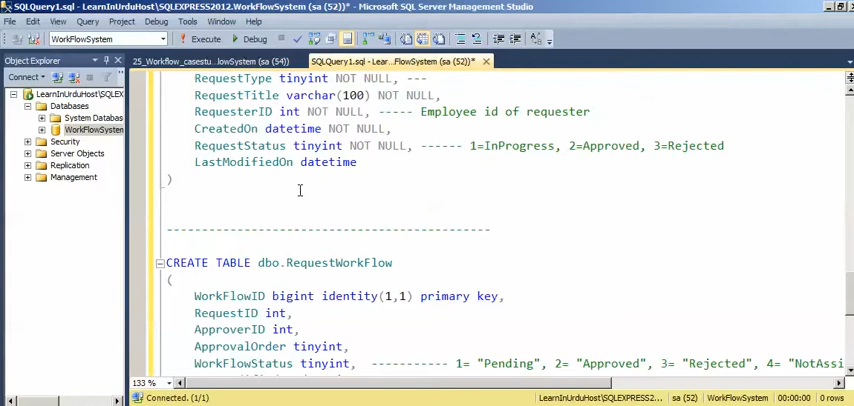 SQLQuery1.sql - LearnInUrduHost\SQLEXPRESS2012.WorkFlowSystem (sa (52))* - Microsoft SQL Server Management Studio
File Edit View Query Project Debug Tools Window Help
WorkFlowSystem Execute Debug
Object Explorer
25_Workflow_casestu...lowSystem (sa (54)) SQLQuery1.sql - Lear...FlowSystem (sa (52))*
Connect
LearnInUrduHost\SQLEXP
Databases
System Databas
WorkFlowSystem
Security
Server Objects
Replication
Management
RequestType tinyint NOT NULL, ---
RequestTitle varchar(100) NOT NULL,
RequesterID int NOT NULL, ----- Employee id of requester
CreatedOn datetime NOT NULL,
RequestStatus tinyint NOT NULL, ------ 1=InProgress, 2=Approved, 3=Rejected
LastModifiedOn datetime
)
----------------------------------------------
CREATE TABLE dbo.RequestWorkFlow
(
WorkFlowID bigint identity(1,1) primary key,
RequestID int,
ApproverID int,
ApprovalOrder tinyint,
WorkFlowStatus tinyint, ----------- 1= "Pending", 2= "Approved", 3= "Rejected", 4= "NotAssi
133 %
Connected. (1/1) LearnInUrduHost\SQLEXPRESS2... sa (52) WorkFlowSystem 00:00:00 0 rows